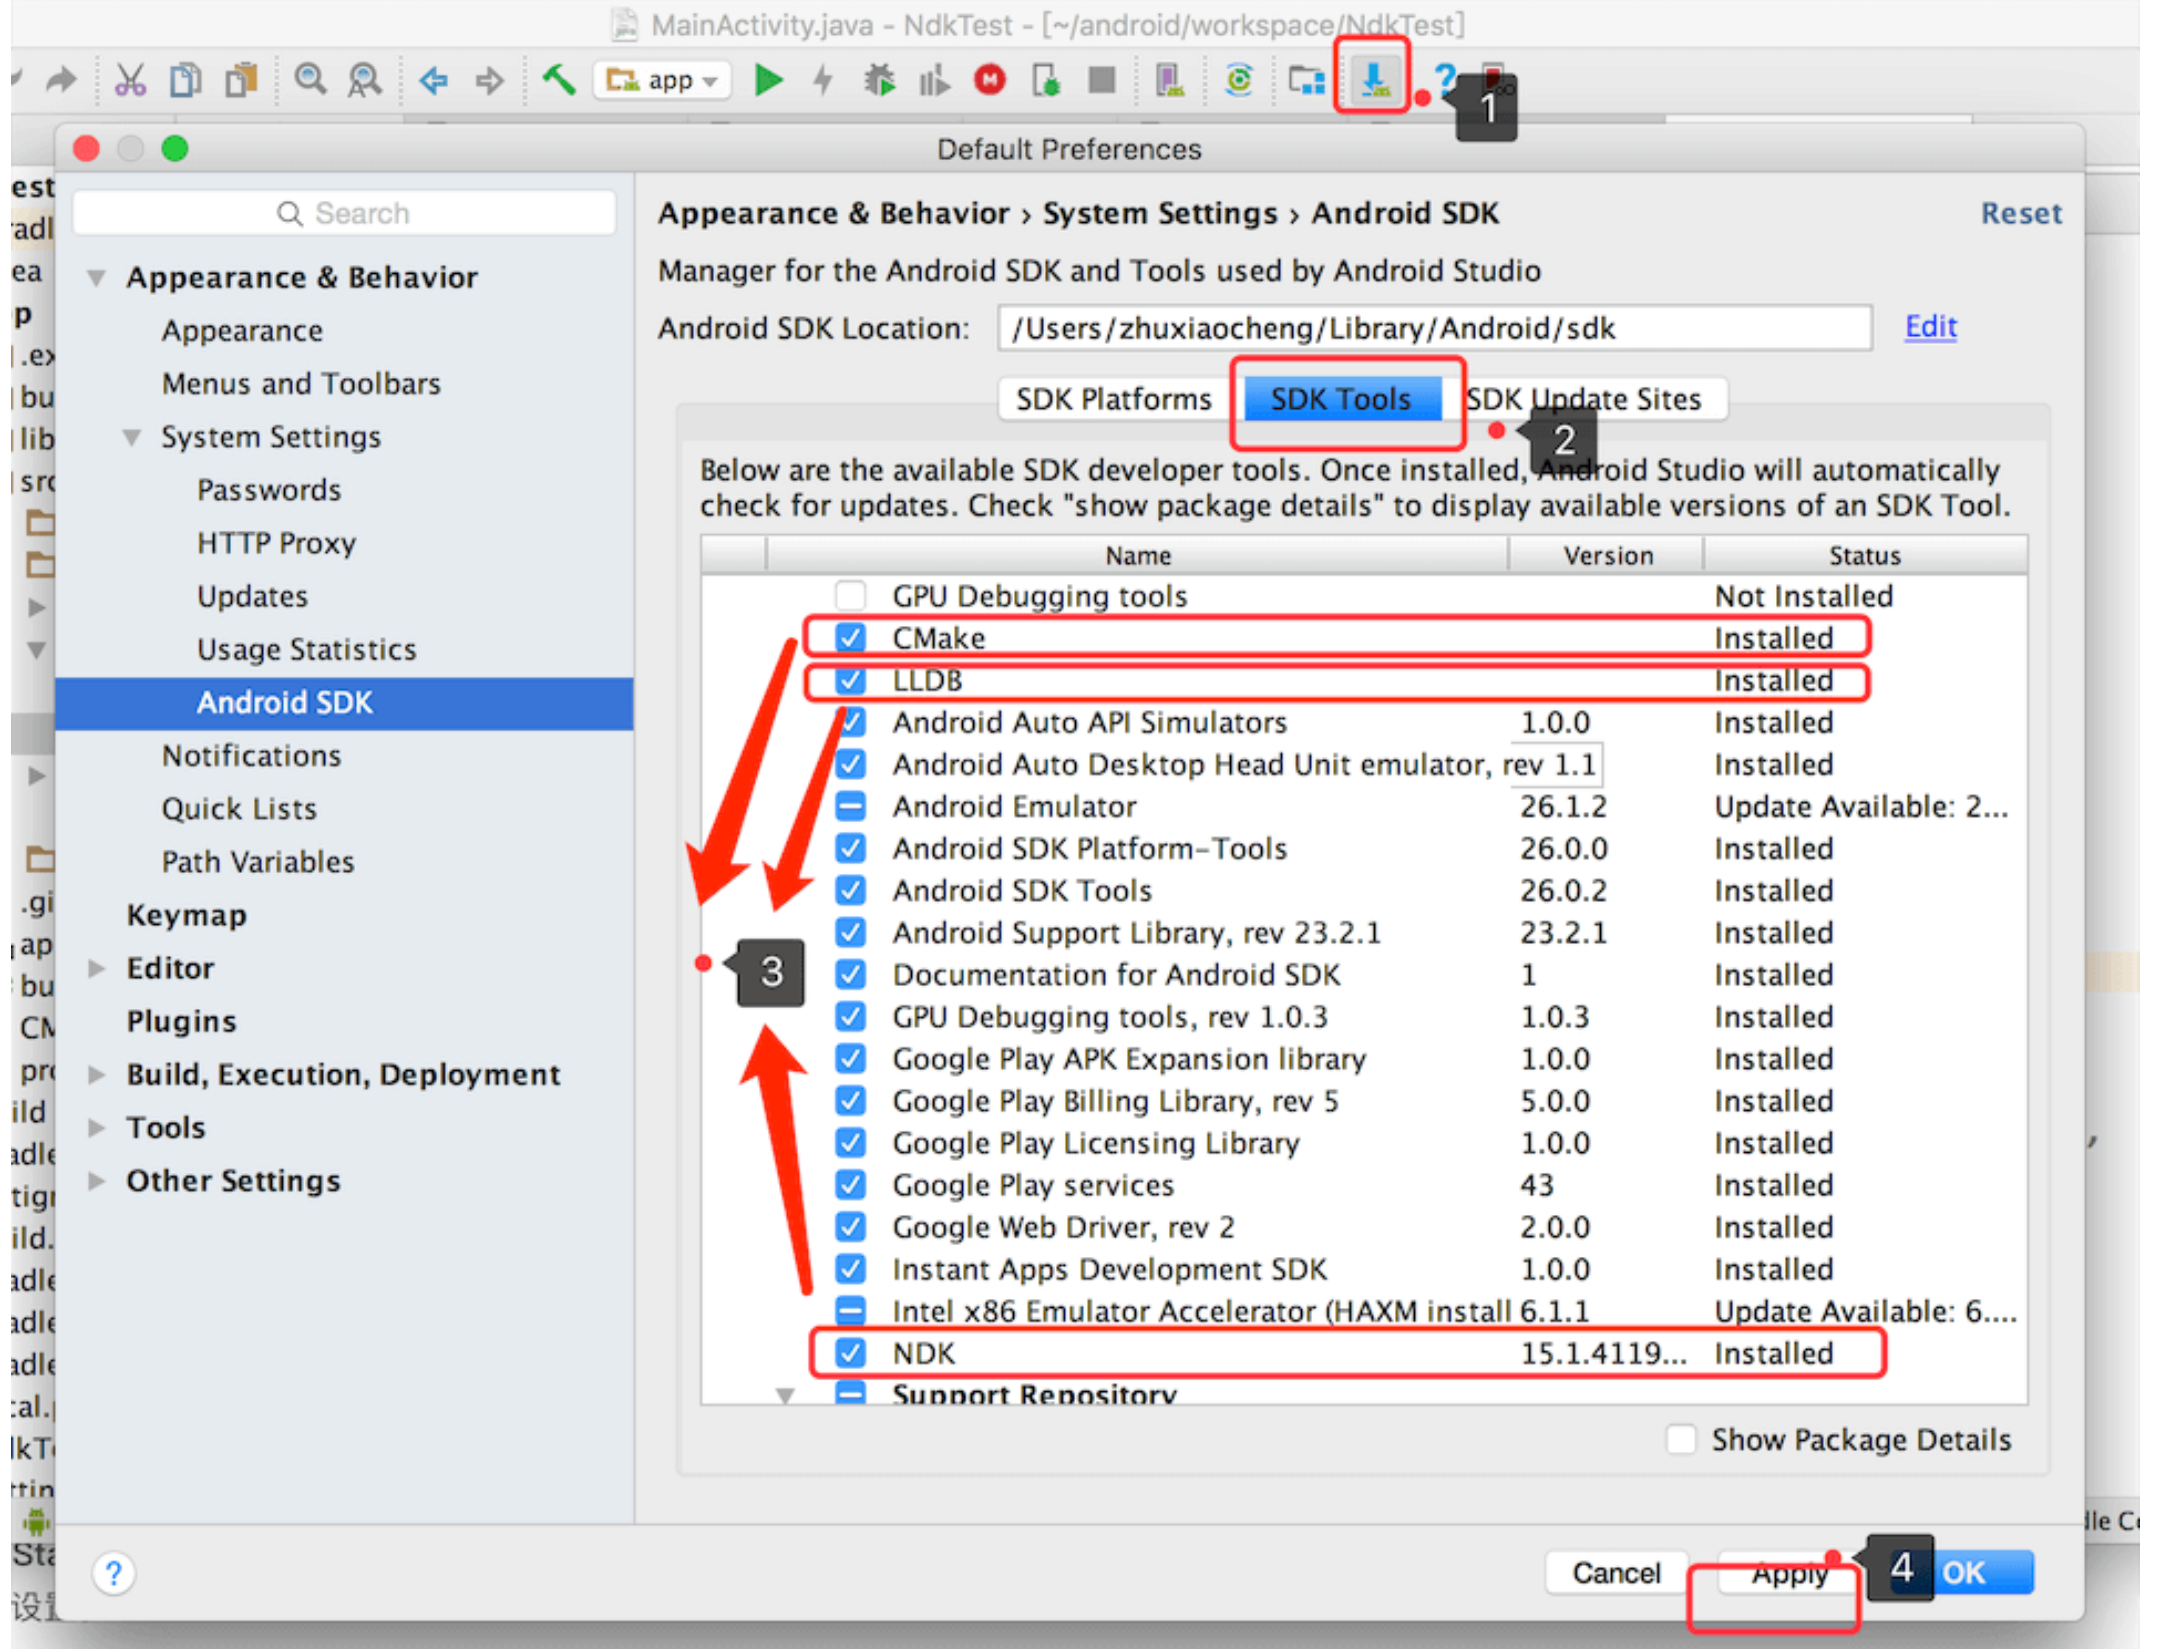 MainActivity.java - NdkTest - [~/android/workspace/NdkTest]
app
1
Default Preferences
Search
Appearance & Behavior
Appearance
Menus and Toolbars
System Settings
Passwords
HTTP Proxy
Updates
Usage Statistics
Android SDK
Notifications
Quick Lists
Path Variables
Keymap
Editor
Plugins
Build, Execution, Deployment
Tools
Other Settings
Appearance & Behavior › System Settings › Android SDK
Reset
Manager for the Android SDK and Tools used by Android Studio
Android SDK Location: /Users/zhuxiaocheng/Library/Android/sdk Edit
SDK Platforms SDK Tools SDK Update Sites
2
Below are the available SDK developer tools. Once installed, Android Studio will automatically
check for updates. Check "show package details" to display available versions of an SDK Tool.
Name Version Status
GPU Debugging tools Not Installed
CMake Installed
LLDB Installed
Android Auto API Simulators 1.0.0 Installed
Android Auto Desktop Head Unit emulator, rev 1.1 Installed
Android Emulator 26.1.2 Update Available: 2...
Android SDK Platform-Tools 26.0.0 Installed
Android SDK Tools 26.0.2 Installed
Android Support Library, rev 23.2.1 23.2.1 Installed
3
Documentation for Android SDK 1 Installed
GPU Debugging tools, rev 1.0.3 1.0.3 Installed
Google Play APK Expansion library 1.0.0 Installed
Google Play Billing Library, rev 5 5.0.0 Installed
Google Play Licensing Library 1.0.0 Installed
Google Play services 43 Installed
Google Web Driver, rev 2 2.0.0 Installed
Instant Apps Development SDK 1.0.0 Installed
Intel x86 Emulator Accelerator (HAXM install 6.1.1 Update Available: 6....
NDK 15.1.4119... Installed
Support Repository
Show Package Details
?
Cancel Apply 4 OK